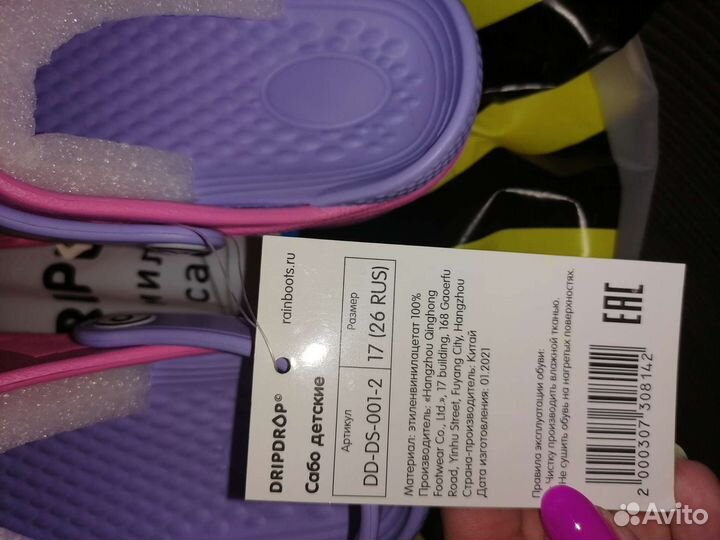 DRIPDROP©
rainboots.ru
Сабо детские
Артикул
Размер
DD-DS-001-2
17 (26 RUS)
Материал: этиленвинилацетат 100%
Производитель: «Hangzhou Qinghong
Footwear Co., Ltd.», 17 building, 168 Gaoerfu
Road, Yinhu Street, Fuyang City, Hangzhou
Страна-производитель: Китай
Дата изготовления: 01.2021
Правила эксплуатации обуви:
Чистку производить влажной тканью.
Не сушить обувь на нагретых поверхностях.
EAC
2 000307 308142
Avito